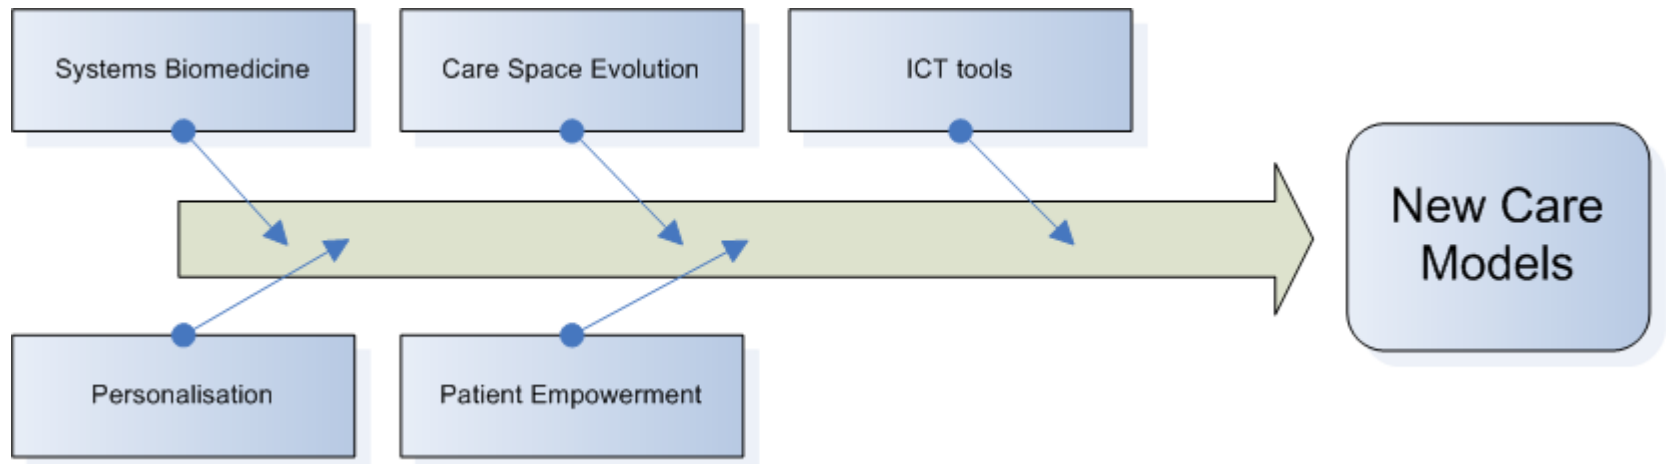 Systems Biomedicine
Care Space Evolution
ICT tools
New Care
Models
Personalisation
Patient Empowerment